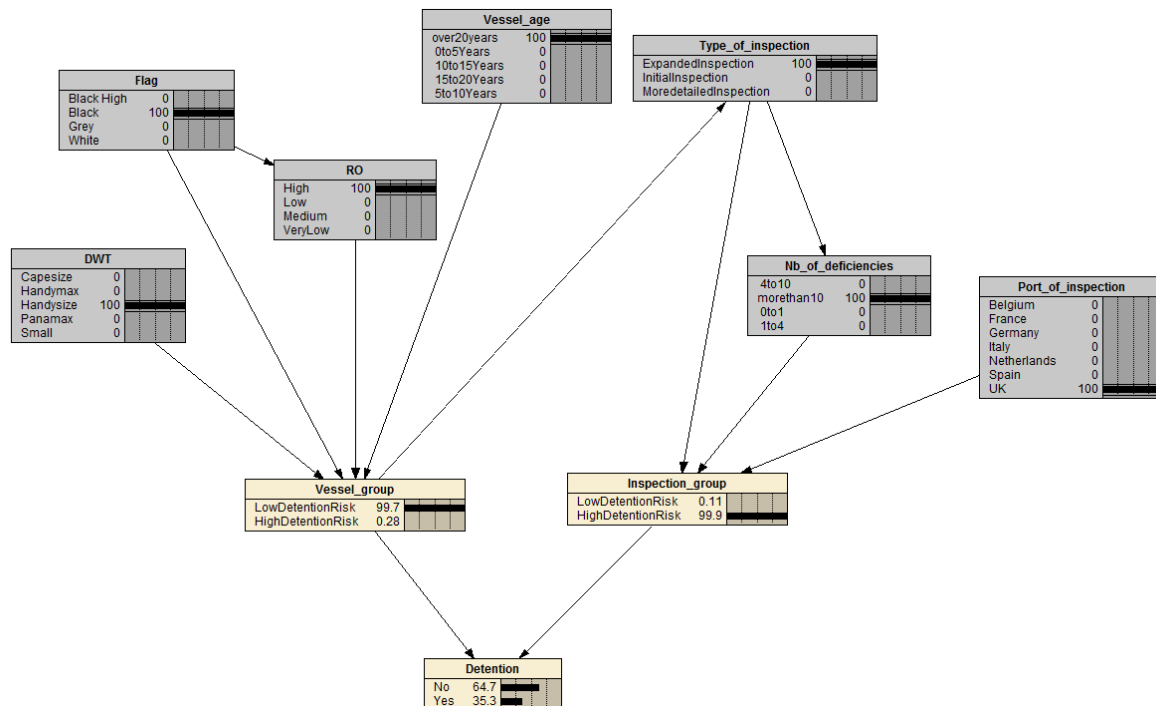 Vessel_age
over20years 100
0to5Years 0
10to15Years 0
15to20Years 0
5to10Years 0
Type_of_inspection
ExpandedInspection 100
InitialInspection 0
MoredetailedInspection 0
Flag
Black High 0
Black 100
Grey 0
White 0
RO
High 100
Low 0
Medium 0
VeryLow 0
DWT
Capesize 0
Handymax 0
Handysize 100
Panamax 0
Small 0
Nb_of_deficiencies
4to10 0
morethan10 100
0to1 0
1to4 0
Port_of_inspection
Belgium 0
France 0
Germany 0
Italy 0
Netherlands 0
Spain 0
UK 100
Vessel_group
LowDetentionRisk 99.7
HighDetentionRisk 0.28
Inspection_group
LowDetentionRisk 0.11
HighDetentionRisk 99.9
Detention
No 64.7
Yes 35.3